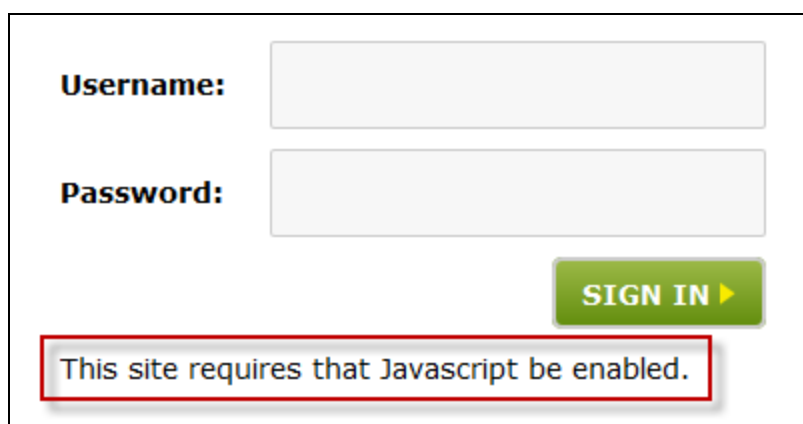 Username:
Password:
SIGN IN
This site requires that Javascript be enabled.